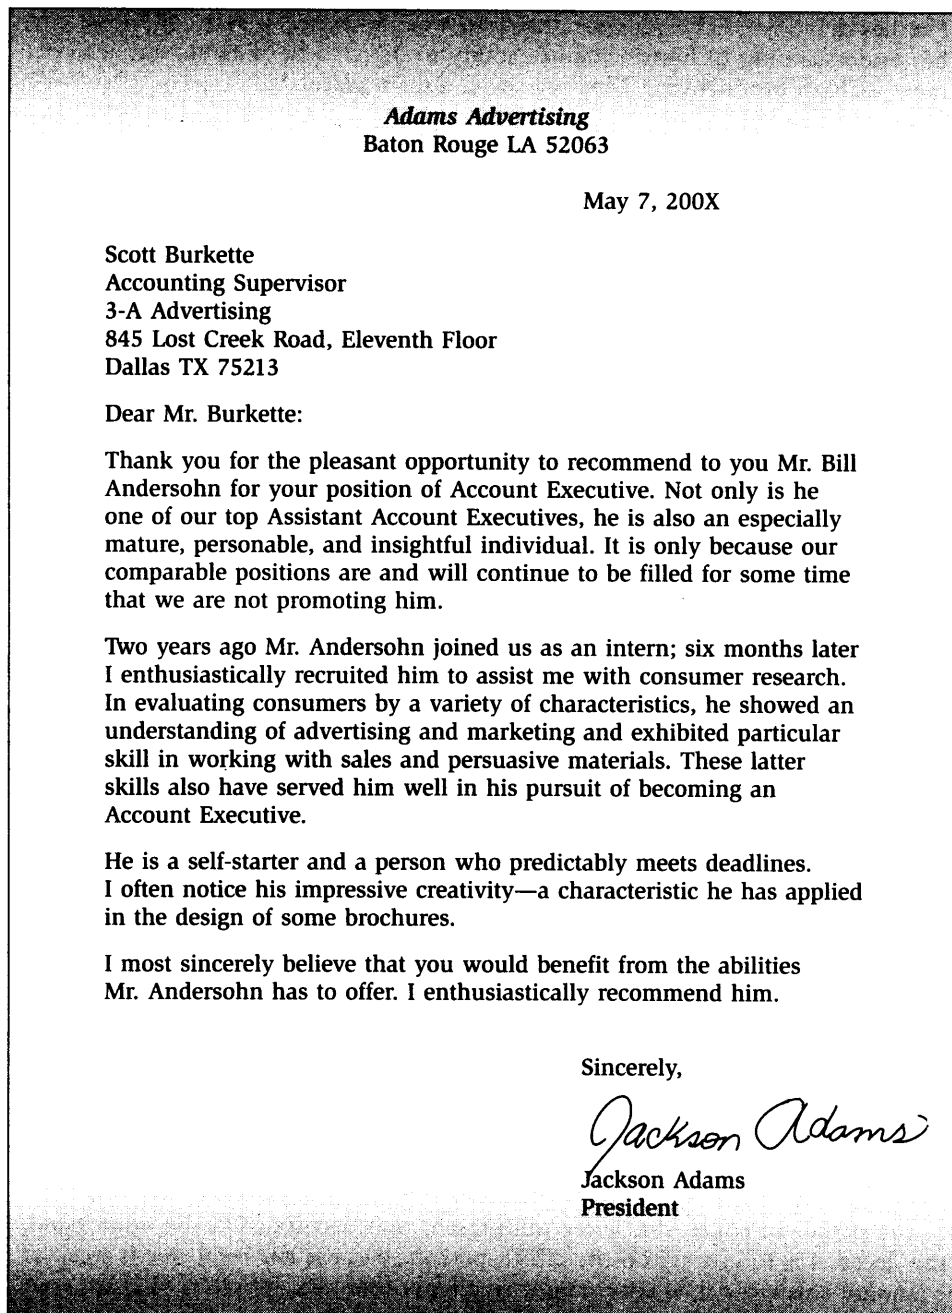 Adams Advertising
Baton Rouge LA 52063
May 7, 200X
Scott Burkette
Accounting Supervisor
3-A Advertising
845 Lost Creek Road, Eleventh Floor
Dallas TX 75213
Dear Mr. Burkette:
Thank you for the pleasant opportunity to recommend to you Mr. Bill
Andersohn for your position of Account Executive. Not only is he
one of our top Assistant Account Executives, he is also an especially
mature, personable, and insightful individual. It is only because our
comparable positions are and will continue to be filled for some time
that we are not promoting him.
Two years ago Mr. Andersohn joined us as an intern; six months later
I enthusiastically recruited him to assist me with consumer research.
In evaluating consumers by a variety of characteristics, he showed an
understanding of advertising and marketing and exhibited particular
skill in working with sales and persuasive materials. These latter
skills also have served him well in his pursuit of becoming an
Account Executive.
He is a self-starter and a person who predictably meets deadlines.
I often notice his impressive creativity—a characteristic he has applied
in the design of some brochures.
I most sincerely believe that you would benefit from the abilities
Mr. Andersohn has to offer. I enthusiastically recommend him.
Sincerely,
Jackson Adams
Jackson Adams
President